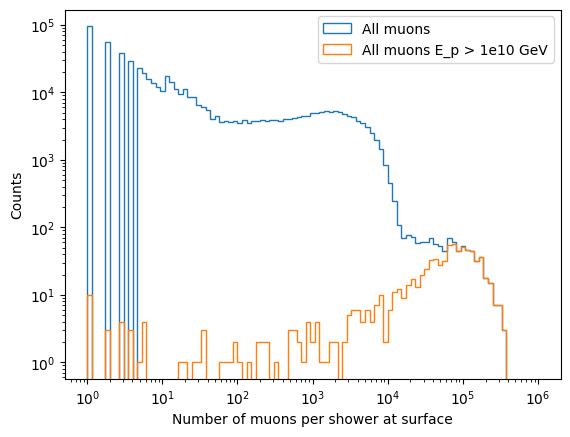 All muons
All muons E_p > 1e10 GeV
10^5
10^4
10^3
10^2
10^1
10^0
Counts
10^0 10^1 10^2 10^3 10^4 10^5 10^6
Number of muons per shower at surface